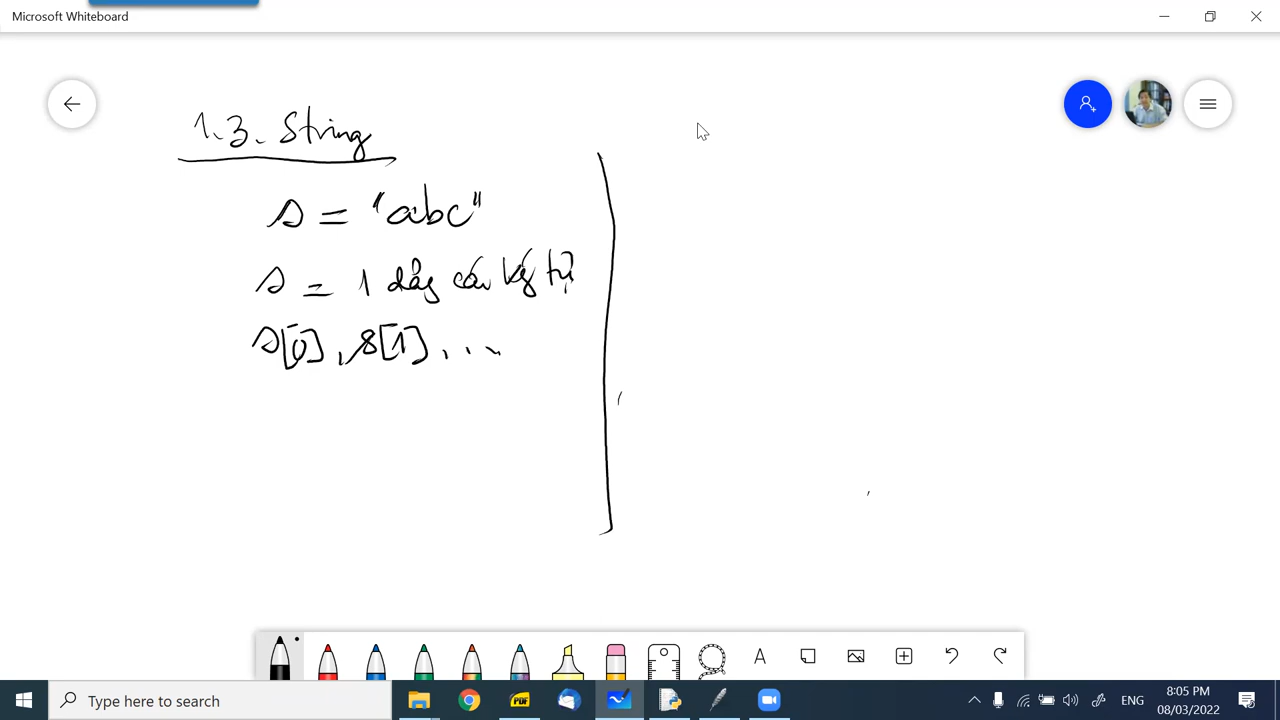 Microsoft Whiteboard
1.3. String
s = "abc"
s = 1 dãy các ký tự
s[0], s[1], ...
A
Type here to search
PDF
ENG
8:05 PM
08/03/2022